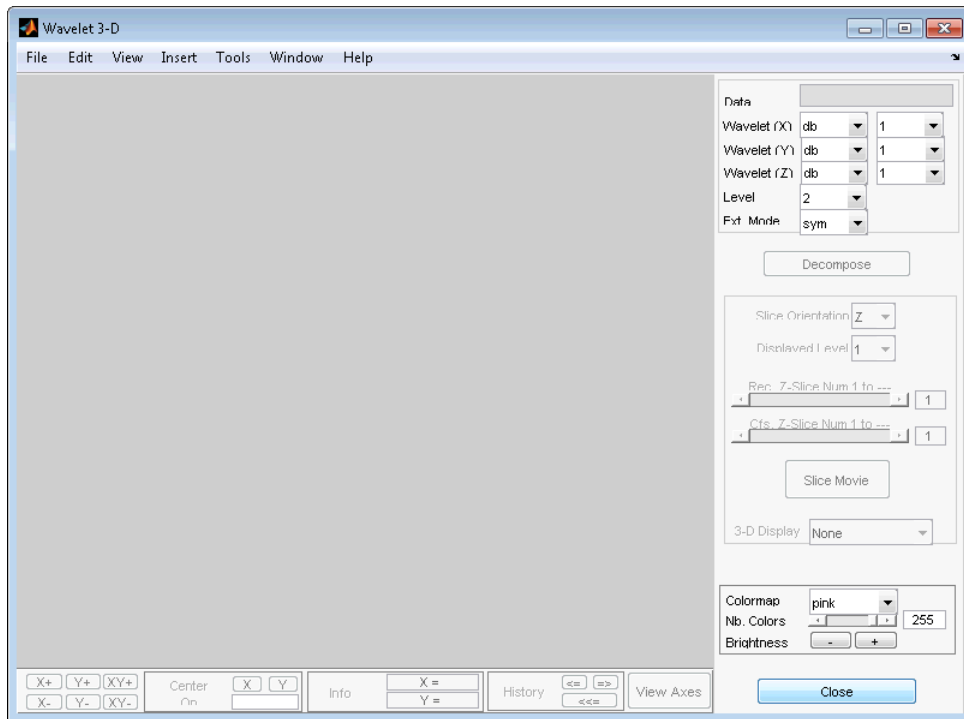 Wavelet 3-D
File Edit View Insert Tools Window Help
Data
Wavelet (X) db 1
Wavelet (Y) db 1
Wavelet (Z) db 1
Level 2
Ext. Mode sym
Decompose
Slice Orientation Z
Displayed Level 1
Rec. Z-Slice Num 1 to ---
1
Cfs. Z-Slice Num 1 to ---
1
Slice Movie
3-D Display None
Colormap pink
Nb. Colors 255
Brightness - +
X+ Y+ XY+ Center X Y Info X = History <= => View Axes
X- Y- XY- On Y = <<=
Close